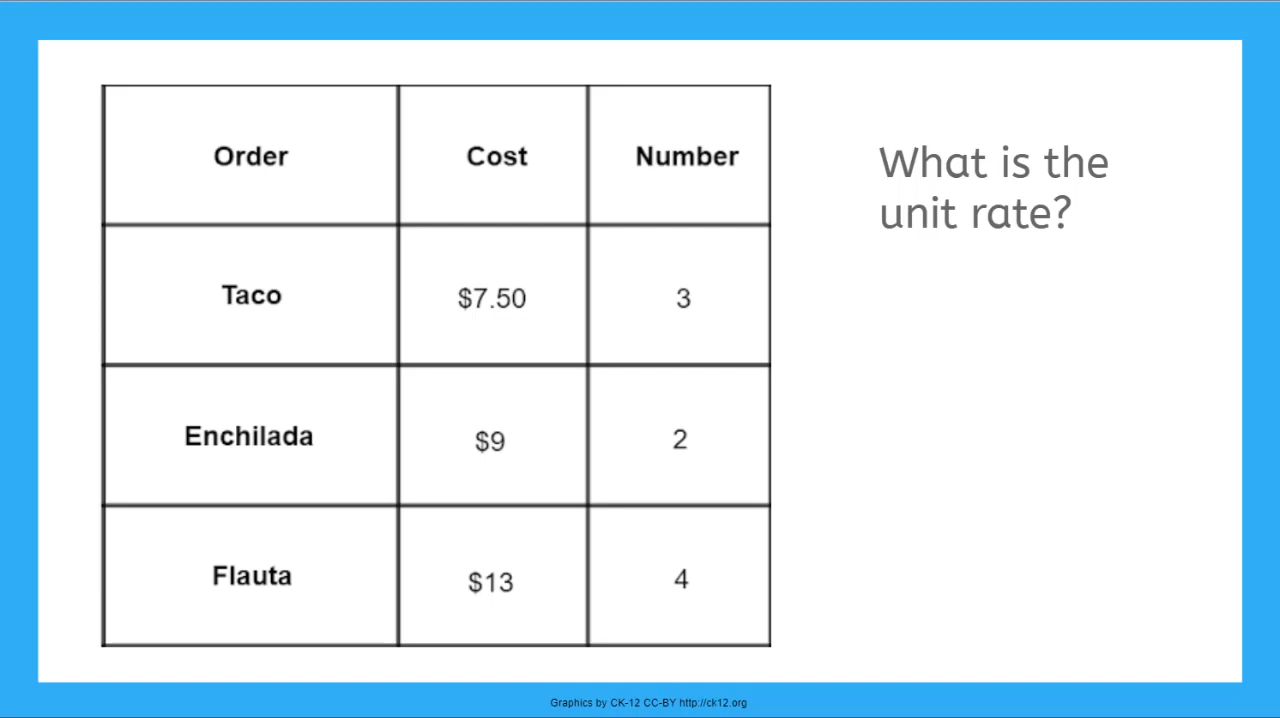 Order Cost Number
Taco $7.50 3
Enchilada $9 2
Flauta $13 4
What is the
unit rate?
Graphics by CK-12 CC-BY http://ck12.org